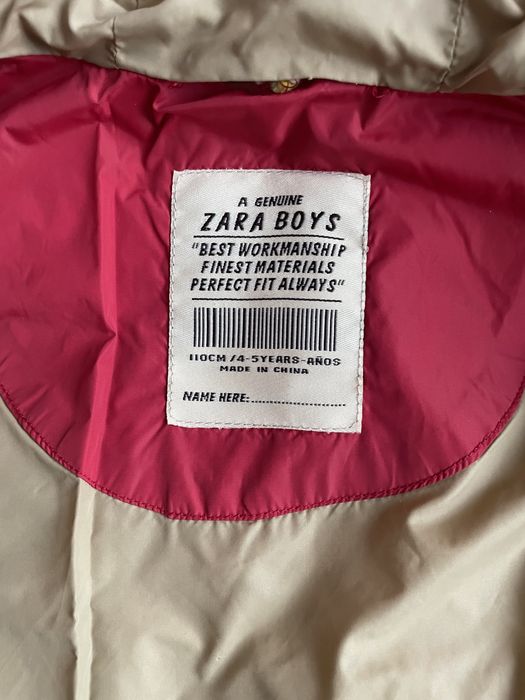 A GENUINE
ZARA BOYS
"BEST WORKMANSHIP
FINEST MATERIALS
PERFECT FIT ALWAYS"
110CM /4-5YEARS-AÑOS
MADE IN CHINA
NAME HERE: